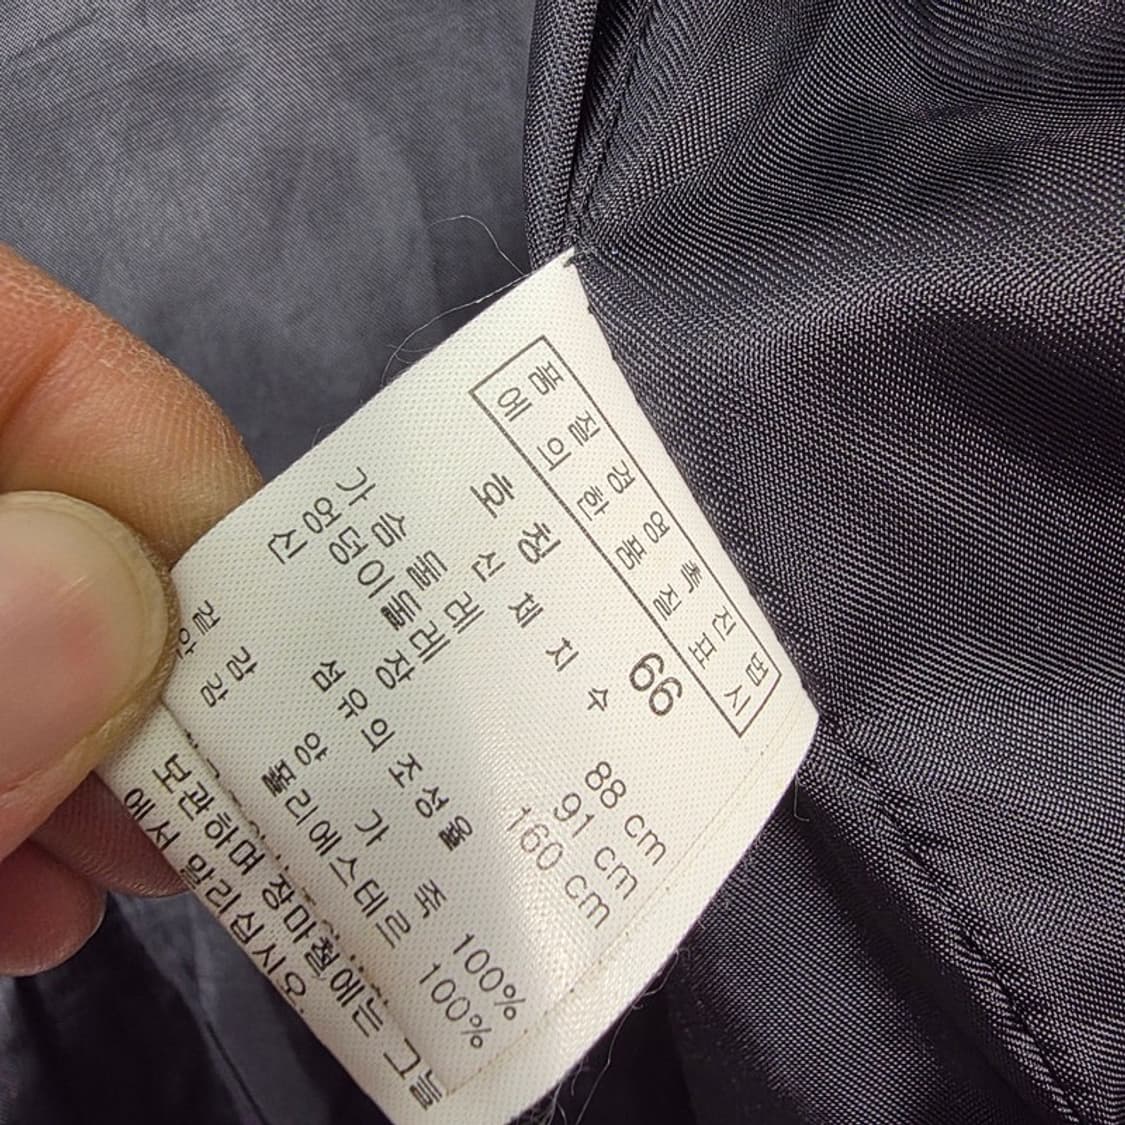 품질경영촉진법
에 의한 품질표시
호칭 66
신체치수
가슴둘레 88 cm
엉덩이둘레 91 cm
신장 160 cm
섬유의 조성율
겉감 양가죽 100%
안감 폴리에스테르 100%
보관하며 장마철에는 그늘
에서 말리십시오.